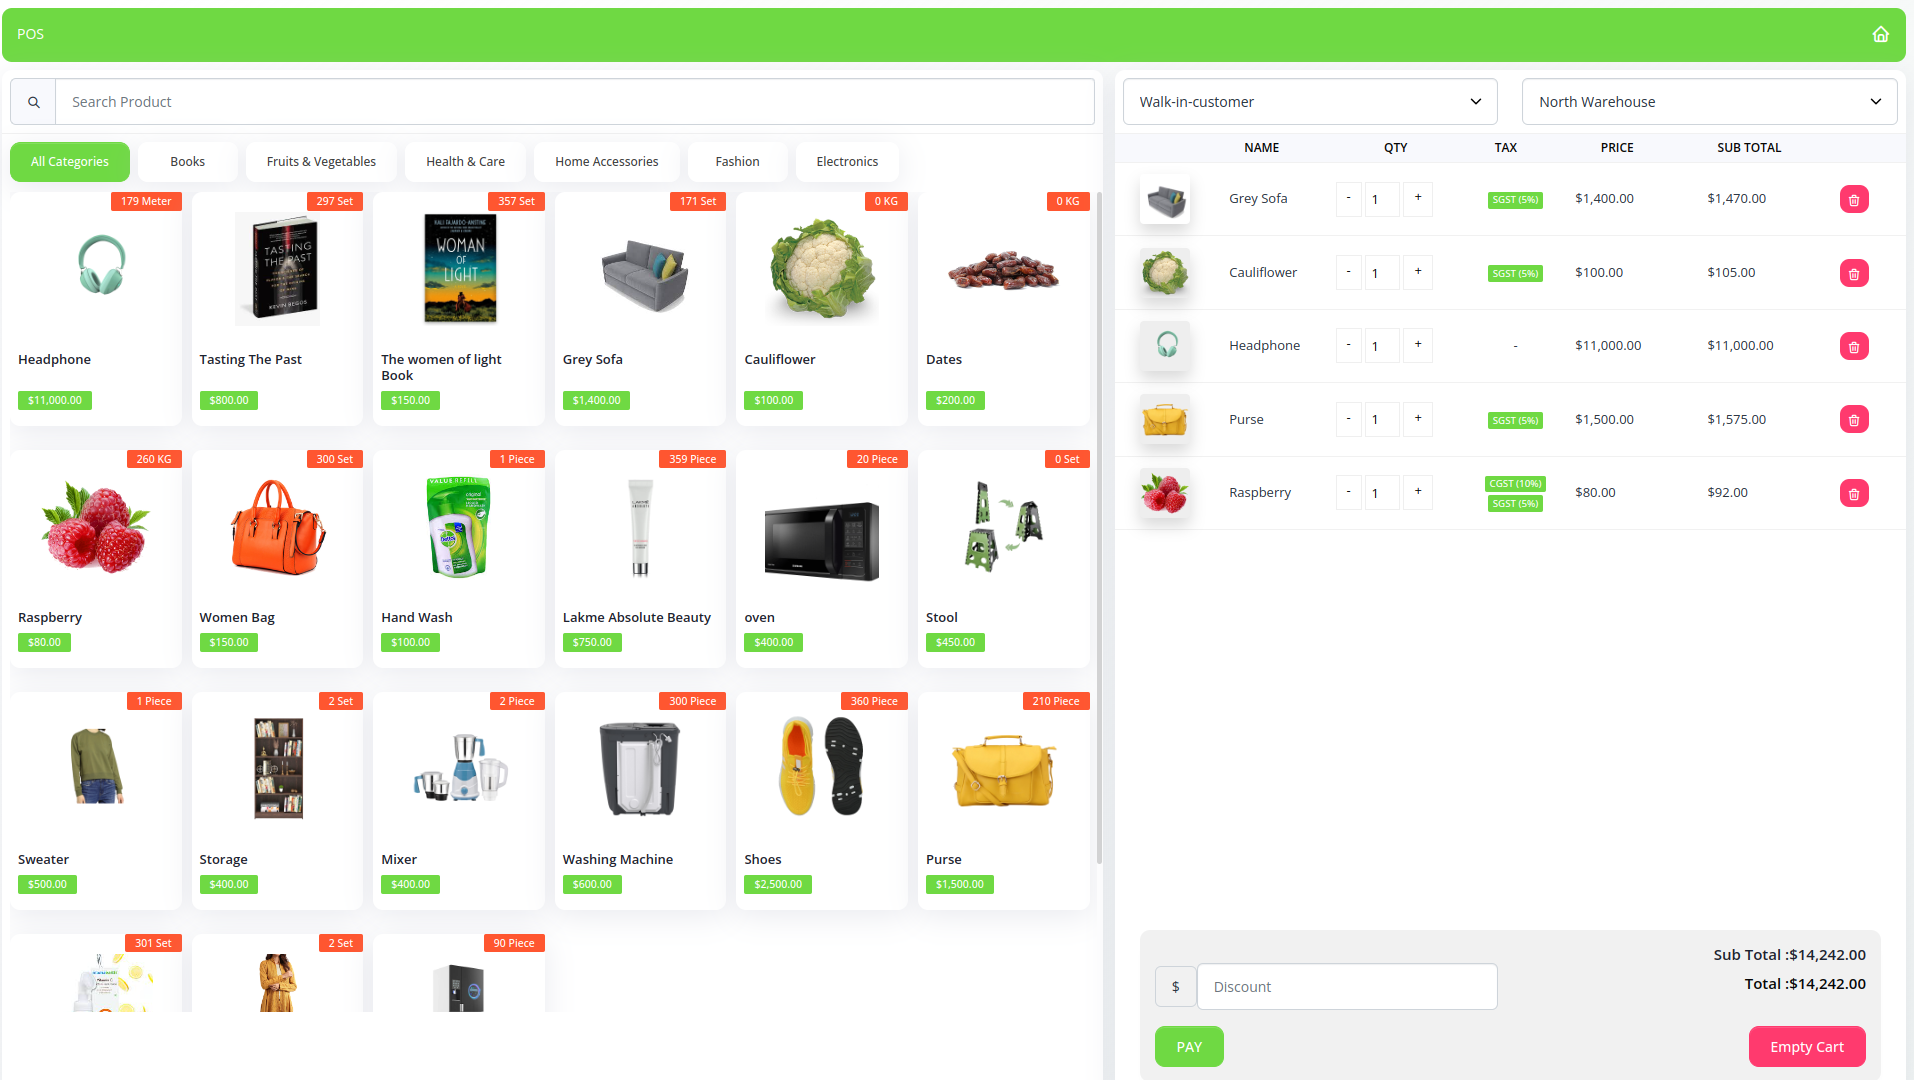 POS
Search Product
Walk-in-customer
North Warehouse
All Categories
Books
Fruits & Vegetables
Health & Care
Home Accessories
Fashion
Electronics
179 Meter
Headphone
$11,000.00
297 Set
TASTING
THE PAST
KEVIN BEGOS
Tasting The Past
$800.00
357 Set
KALI FAJARDO-ANSTINE
WOMAN
OF
LIGHT
The women of light
Book
$150.00
171 Set
Grey Sofa
$1,400.00
0 KG
Cauliflower
$100.00
0 KG
Dates
$200.00
260 KG
Raspberry
$80.00
300 Set
Women Bag
$150.00
1 Piece
VALUE REFILL
original
Dettol
Hand Wash
$100.00
359 Piece
LAKMÉ
Lakme Absolute Beauty
$750.00
20 Piece
oven
$400.00
0 Set
Stool
$450.00
1 Piece
Sweater
$500.00
2 Set
Storage
$400.00
2 Piece
Mixer
$400.00
300 Piece
Washing Machine
$600.00
360 Piece
Shoes
$2,500.00
210 Piece
Purse
$1,500.00
301 Set
2 Set
90 Piece
NAME QTY TAX PRICE SUB TOTAL
Grey Sofa - 1 + SGST (5%) $1,400.00 $1,470.00
Cauliflower - 1 + SGST (5%) $100.00 $105.00
Headphone - 1 + - $11,000.00 $11,000.00
Purse - 1 + SGST (5%) $1,500.00 $1,575.00
Raspberry - 1 + CGST (10%) $80.00 $92.00
SGST (5%)
Sub Total :$14,242.00
Total :$14,242.00
$ Discount
PAY
Empty Cart